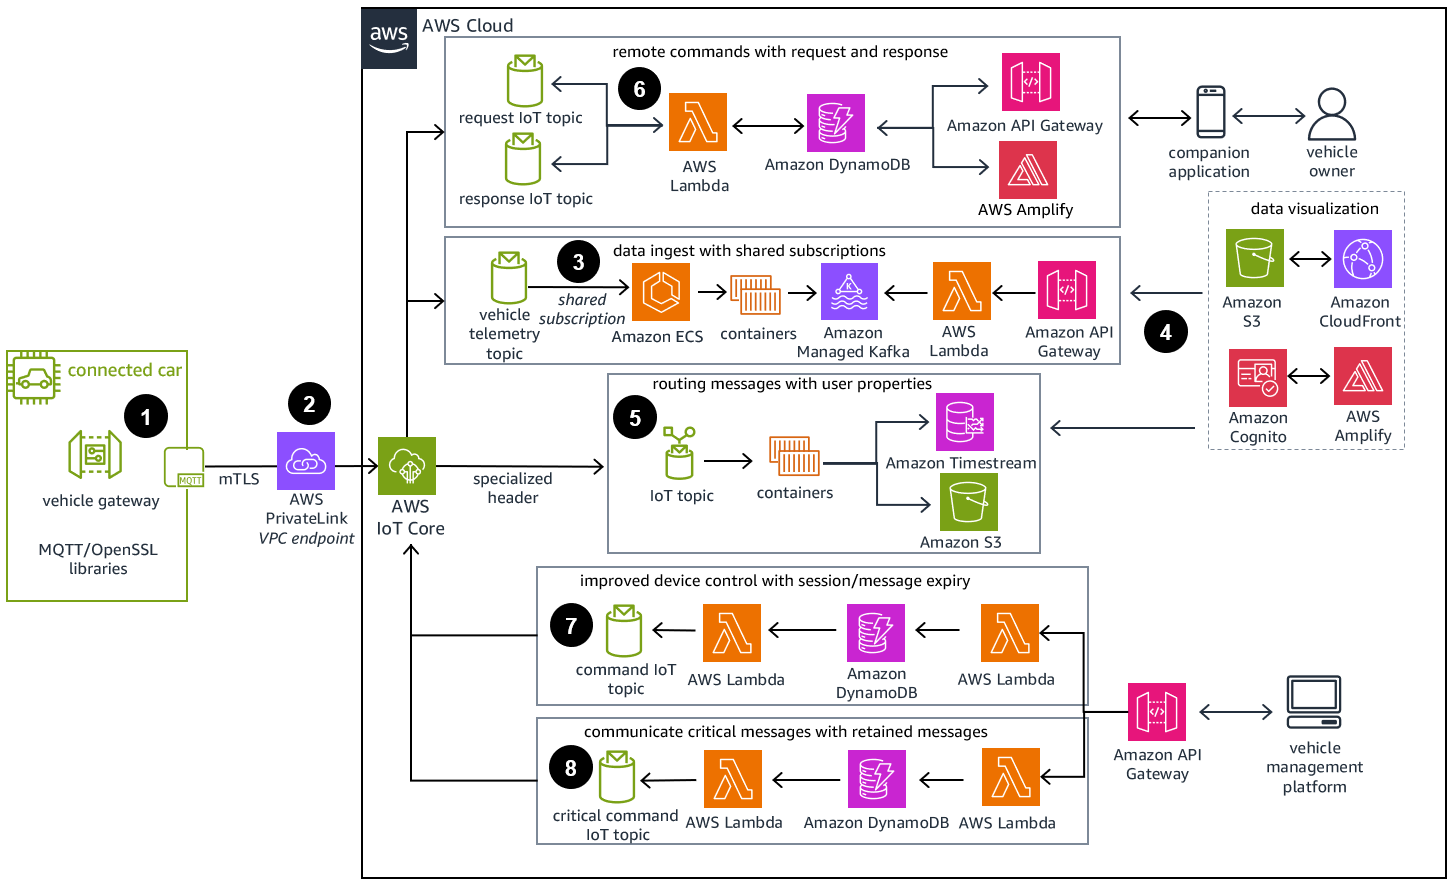 aws
AWS Cloud
remote commands with request and response
6
request IoT topic
response IoT topic
AWS
Lambda
Amazon DynamoDB
Amazon API Gateway
AWS Amplify
companion
application
vehicle
owner
data ingest with shared subscriptions
3
shared
subscription
vehicle
telemetry
topic
Amazon ECS
containers
K
Amazon
Managed Kafka
AWS
Lambda
Amazon API
Gateway
4
data visualization
Amazon
S3
Amazon
CloudFront
Amazon
Cognito
AWS
Amplify
connected car
1
vehicle gateway
MQTT/OpenSSL
libraries
MQTT
mTLS
2
AWS
PrivateLink
VPC endpoint
AWS
IoT Core
specialized
header
routing messages with user properties
5
IoT topic
containers
Amazon Timestream
Amazon S3
improved device control with session/message expiry
7
command IoT
topic
AWS Lambda
Amazon
DynamoDB
AWS Lambda
communicate critical messages with retained messages
8
critical command
IoT topic
AWS Lambda
Amazon DynamoDB
AWS Lambda
Amazon API
Gateway
vehicle
management
platform